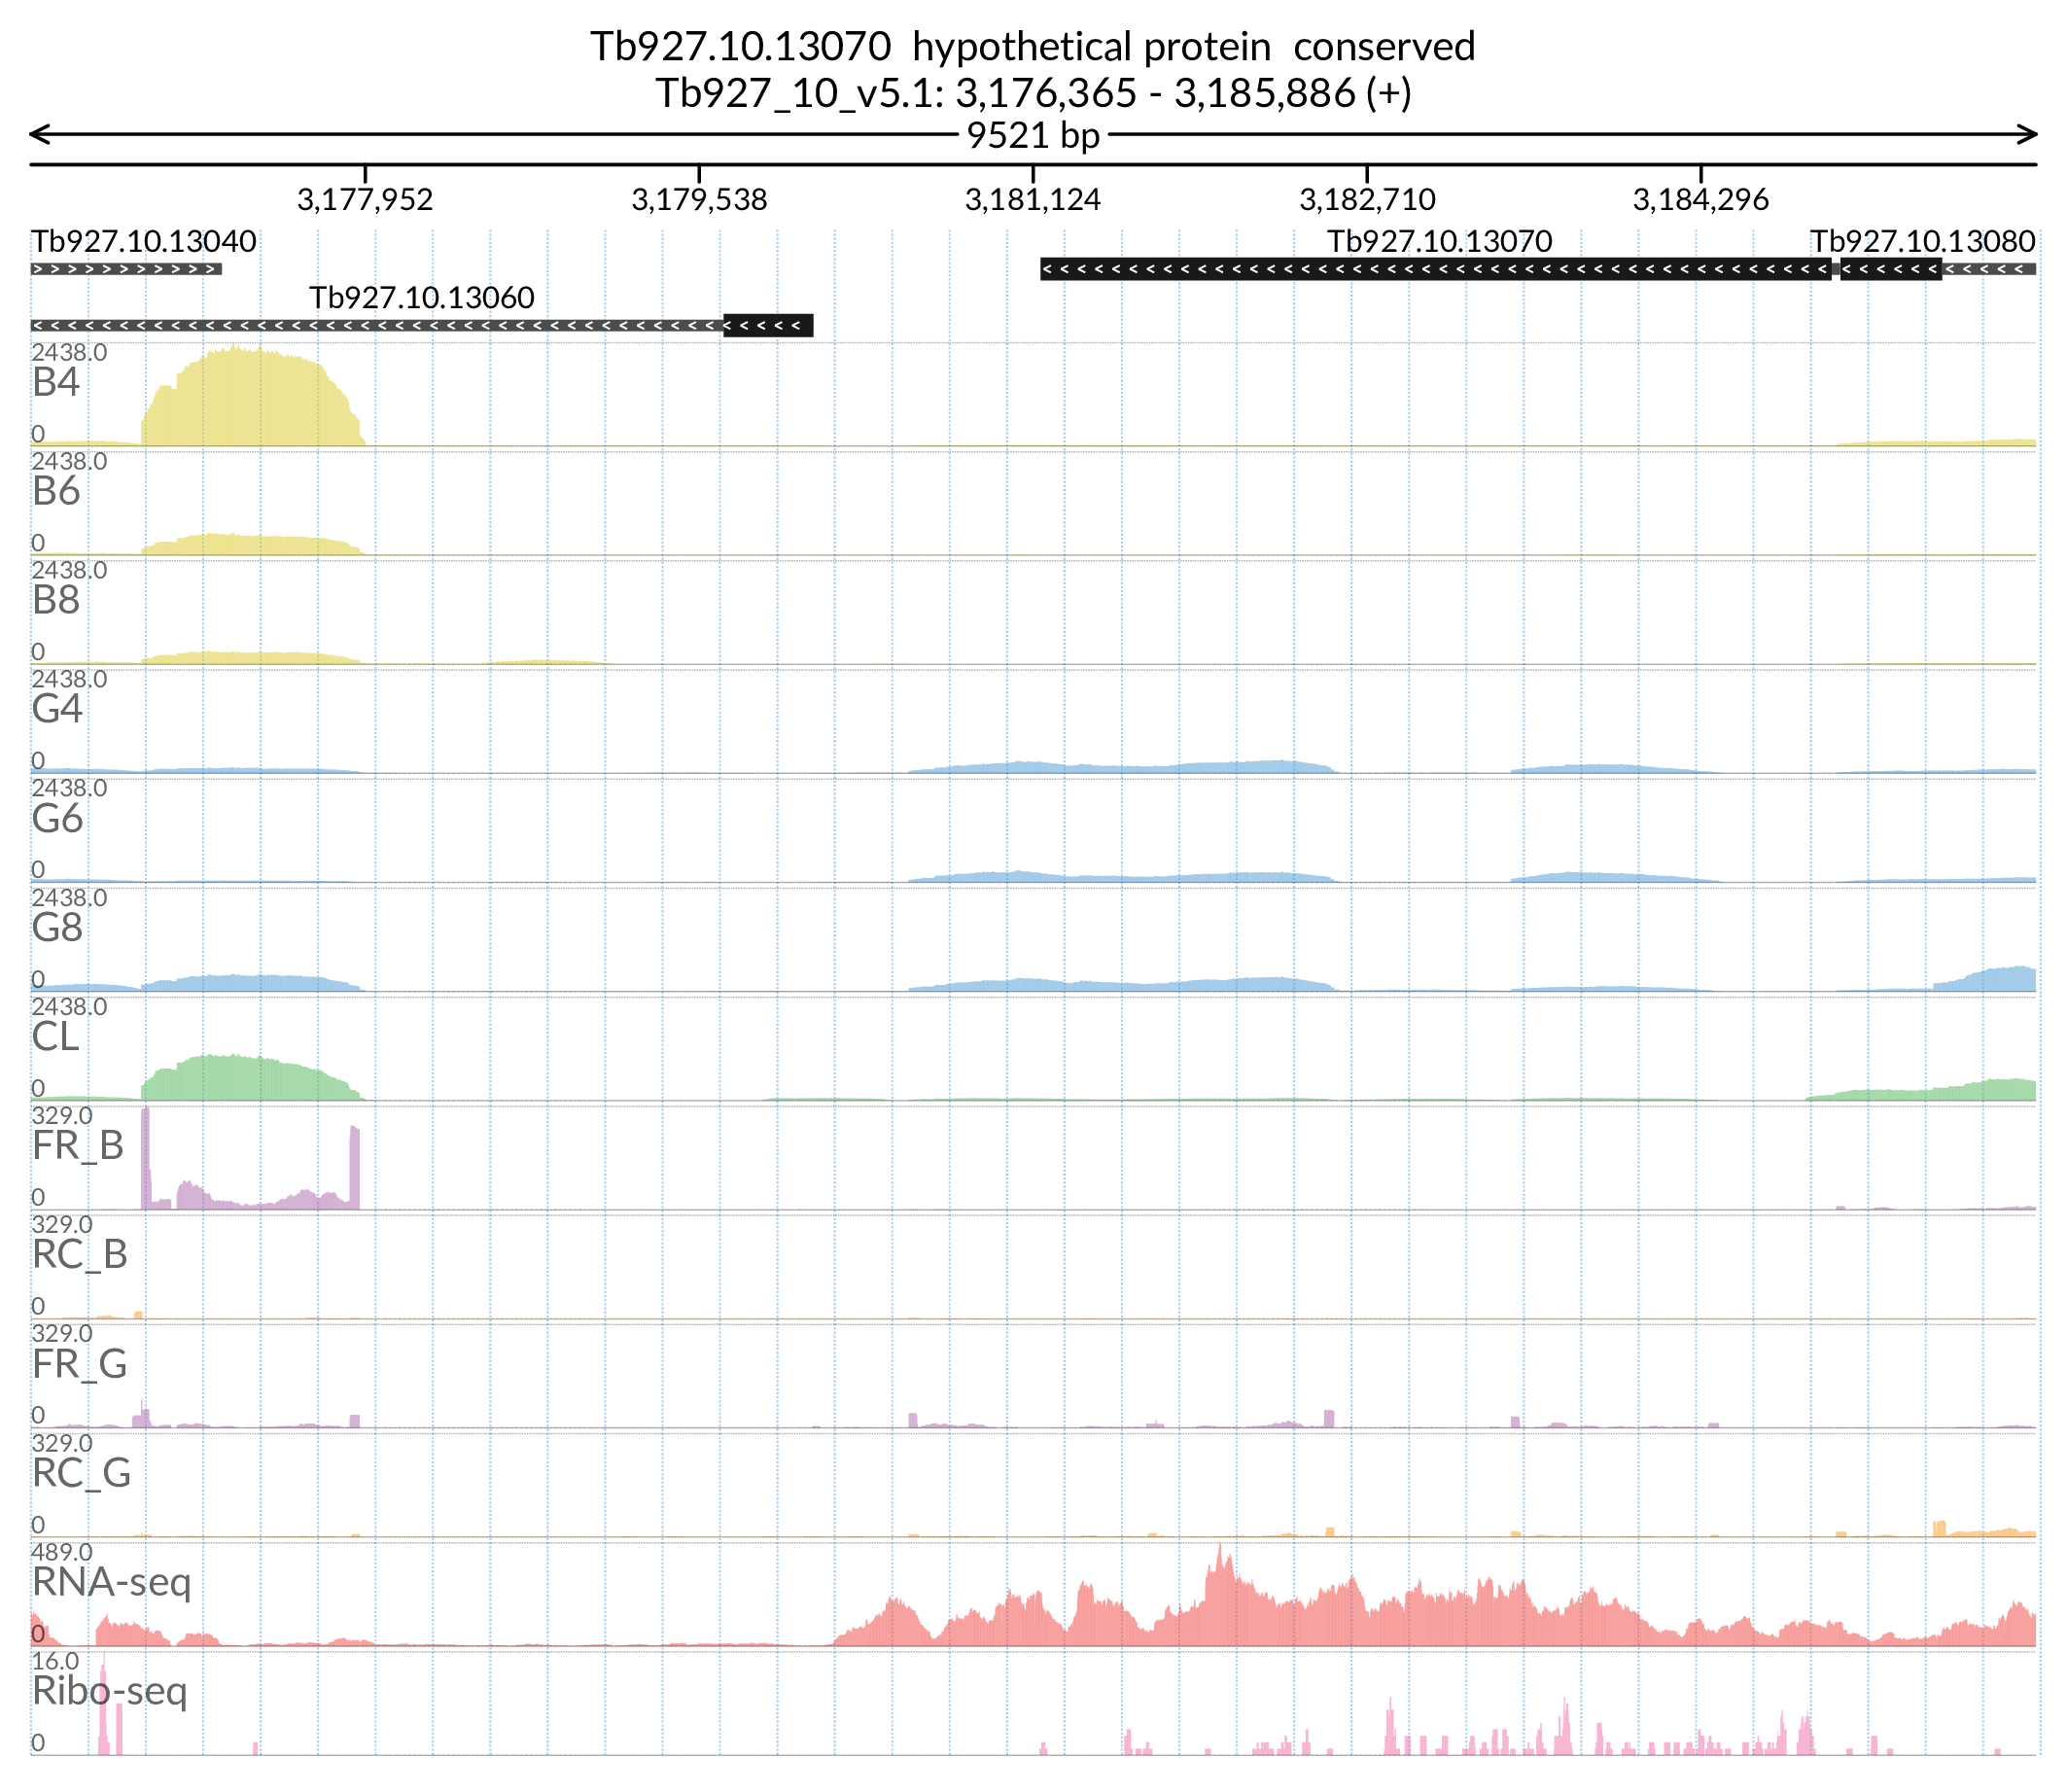 Tb927.10.13070  hypothetical protein  conserved
Tb927_10_v5.1: 3,176,365 - 3,185,886 (+)
9521 bp
3,177,952 3,179,538 3,181,124 3,182,710 3,184,296
Tb927.10.13040 Tb927.10.13070 Tb927.10.13080
Tb927.10.13060
2438.0
B4
0
2438.0
B6
0
2438.0
B8
0
2438.0
G4
0
2438.0
G6
0
2438.0
G8
0
2438.0
CL
0
329.0
FR_B
0
329.0
RC_B
0
329.0
FR_G
0
329.0
RC_G
0
489.0
RNA-seq
0
16.0
Ribo-seq
0